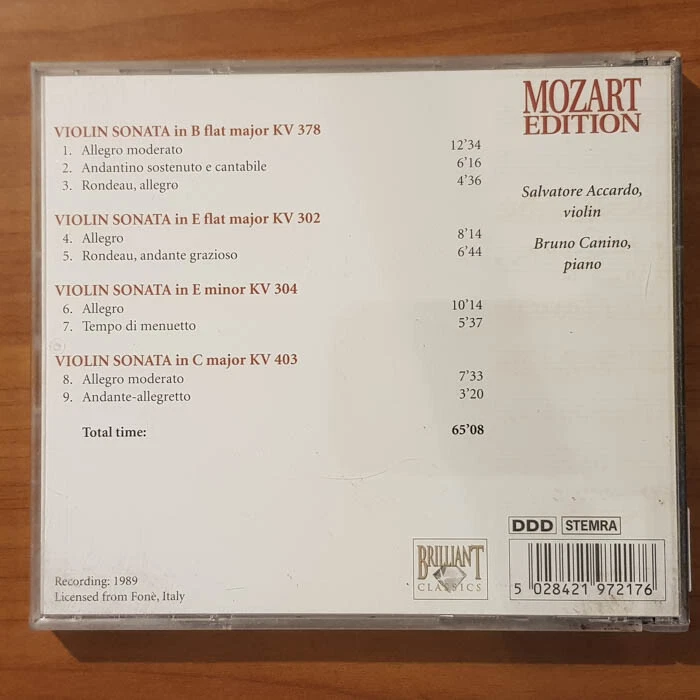 MOZART
EDITION
VIOLIN SONATA in B flat major KV 378
1. Allegro moderato 12'34
2. Andantino sostenuto e cantabile 6'16
3. Rondeau, allegro 4'36
VIOLIN SONATA in E flat major KV 302
4. Allegro 8'14
5. Rondeau, andante grazioso 6'44
VIOLIN SONATA in E minor KV 304
6. Allegro 10'14
7. Tempo di menuetto 5'37
VIOLIN SONATA in C major KV 403
8. Allegro moderato 7'33
9. Andante-allegretto 3'20
Total time: 65'08
Salvatore Accardo,
violin
Bruno Canino,
piano
Recording: 1989
Licensed from Fonè, Italy
BRILLIANT
CLASSICS
DDD STEMRA
5 028421 972176